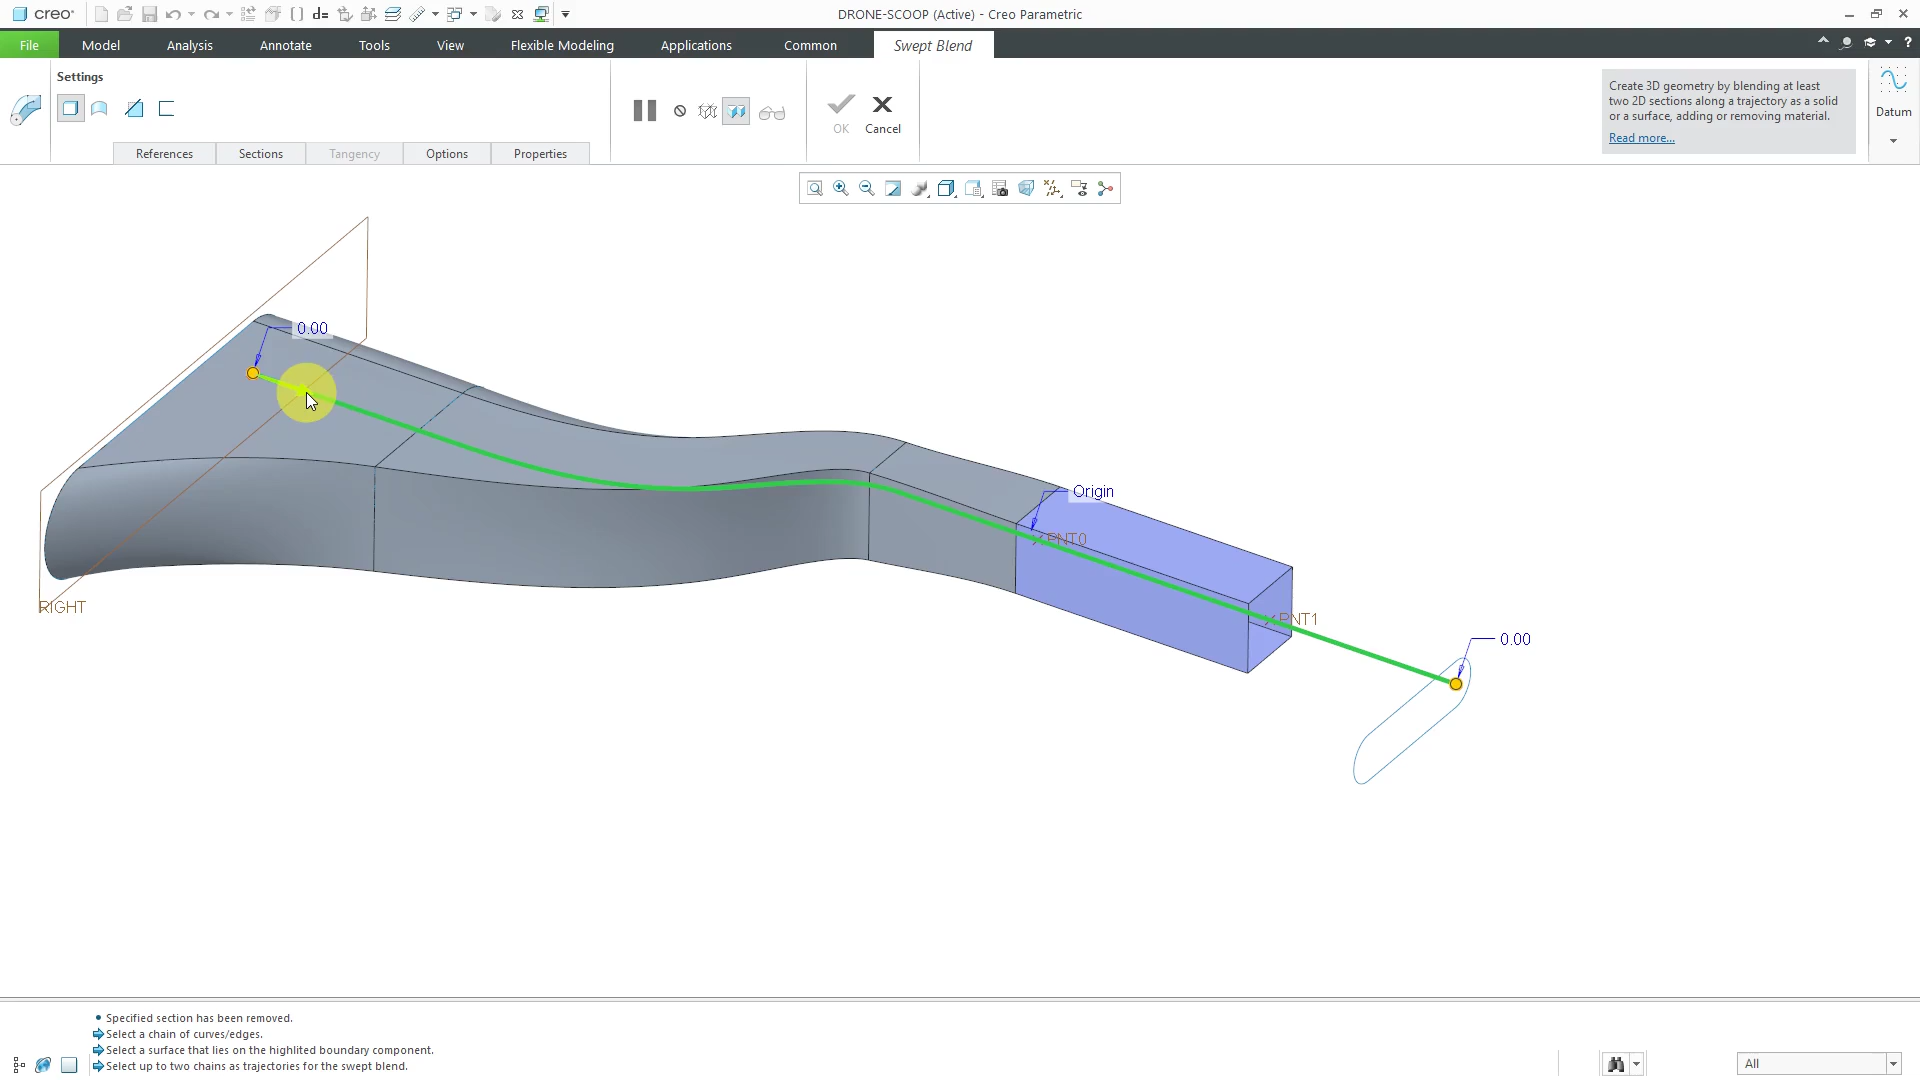 creo
d=
DRONE-SCOOP (Active) - Creo Parametric
File
Model
Analysis
Annotate
Tools
View
Flexible Modeling
Applications
Common
Swept Blend
?
Settings
OK
Cancel
References
Sections
Tangency
Options
Properties
Create 3D geometry by blending at least
two 2D sections along a trajectory as a solid
or a surface, adding or removing material.
Read more...
Datum
0.00
Origin
PNT0
RIGHT
PNT1
0.00
Specified section has been removed.
Select a chain of curves/edges.
Select a surface that lies on the highlited boundary component.
Select up to two chains as trajectories for the swept blend.
All